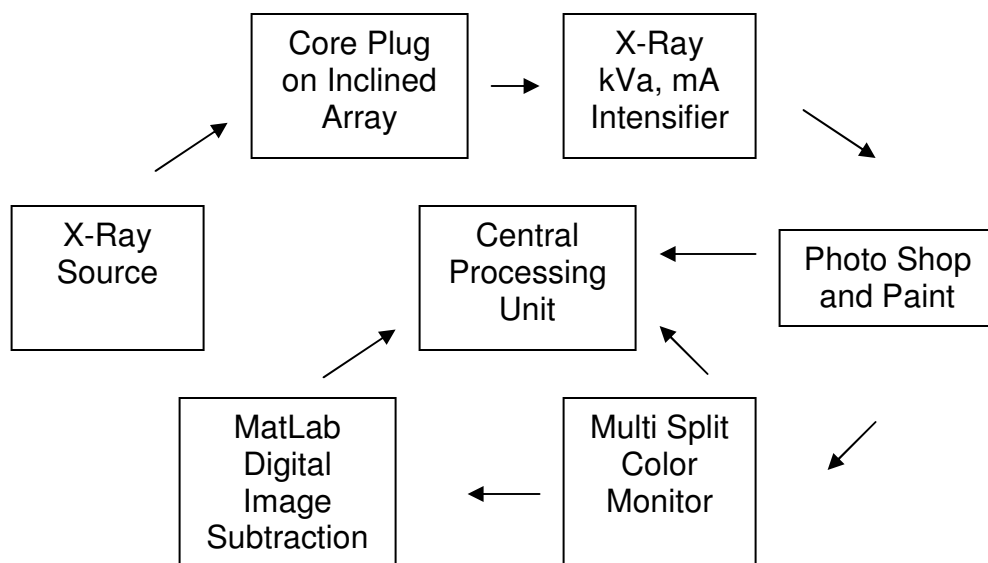 Core Plug
on Inclined
Array
X-Ray
kVa, mA
Intensifier
X-Ray
Source
Central
Processing
Unit
Photo Shop
and Paint
MatLab
Digital
Image
Subtraction
Multi Split
Color
Monitor